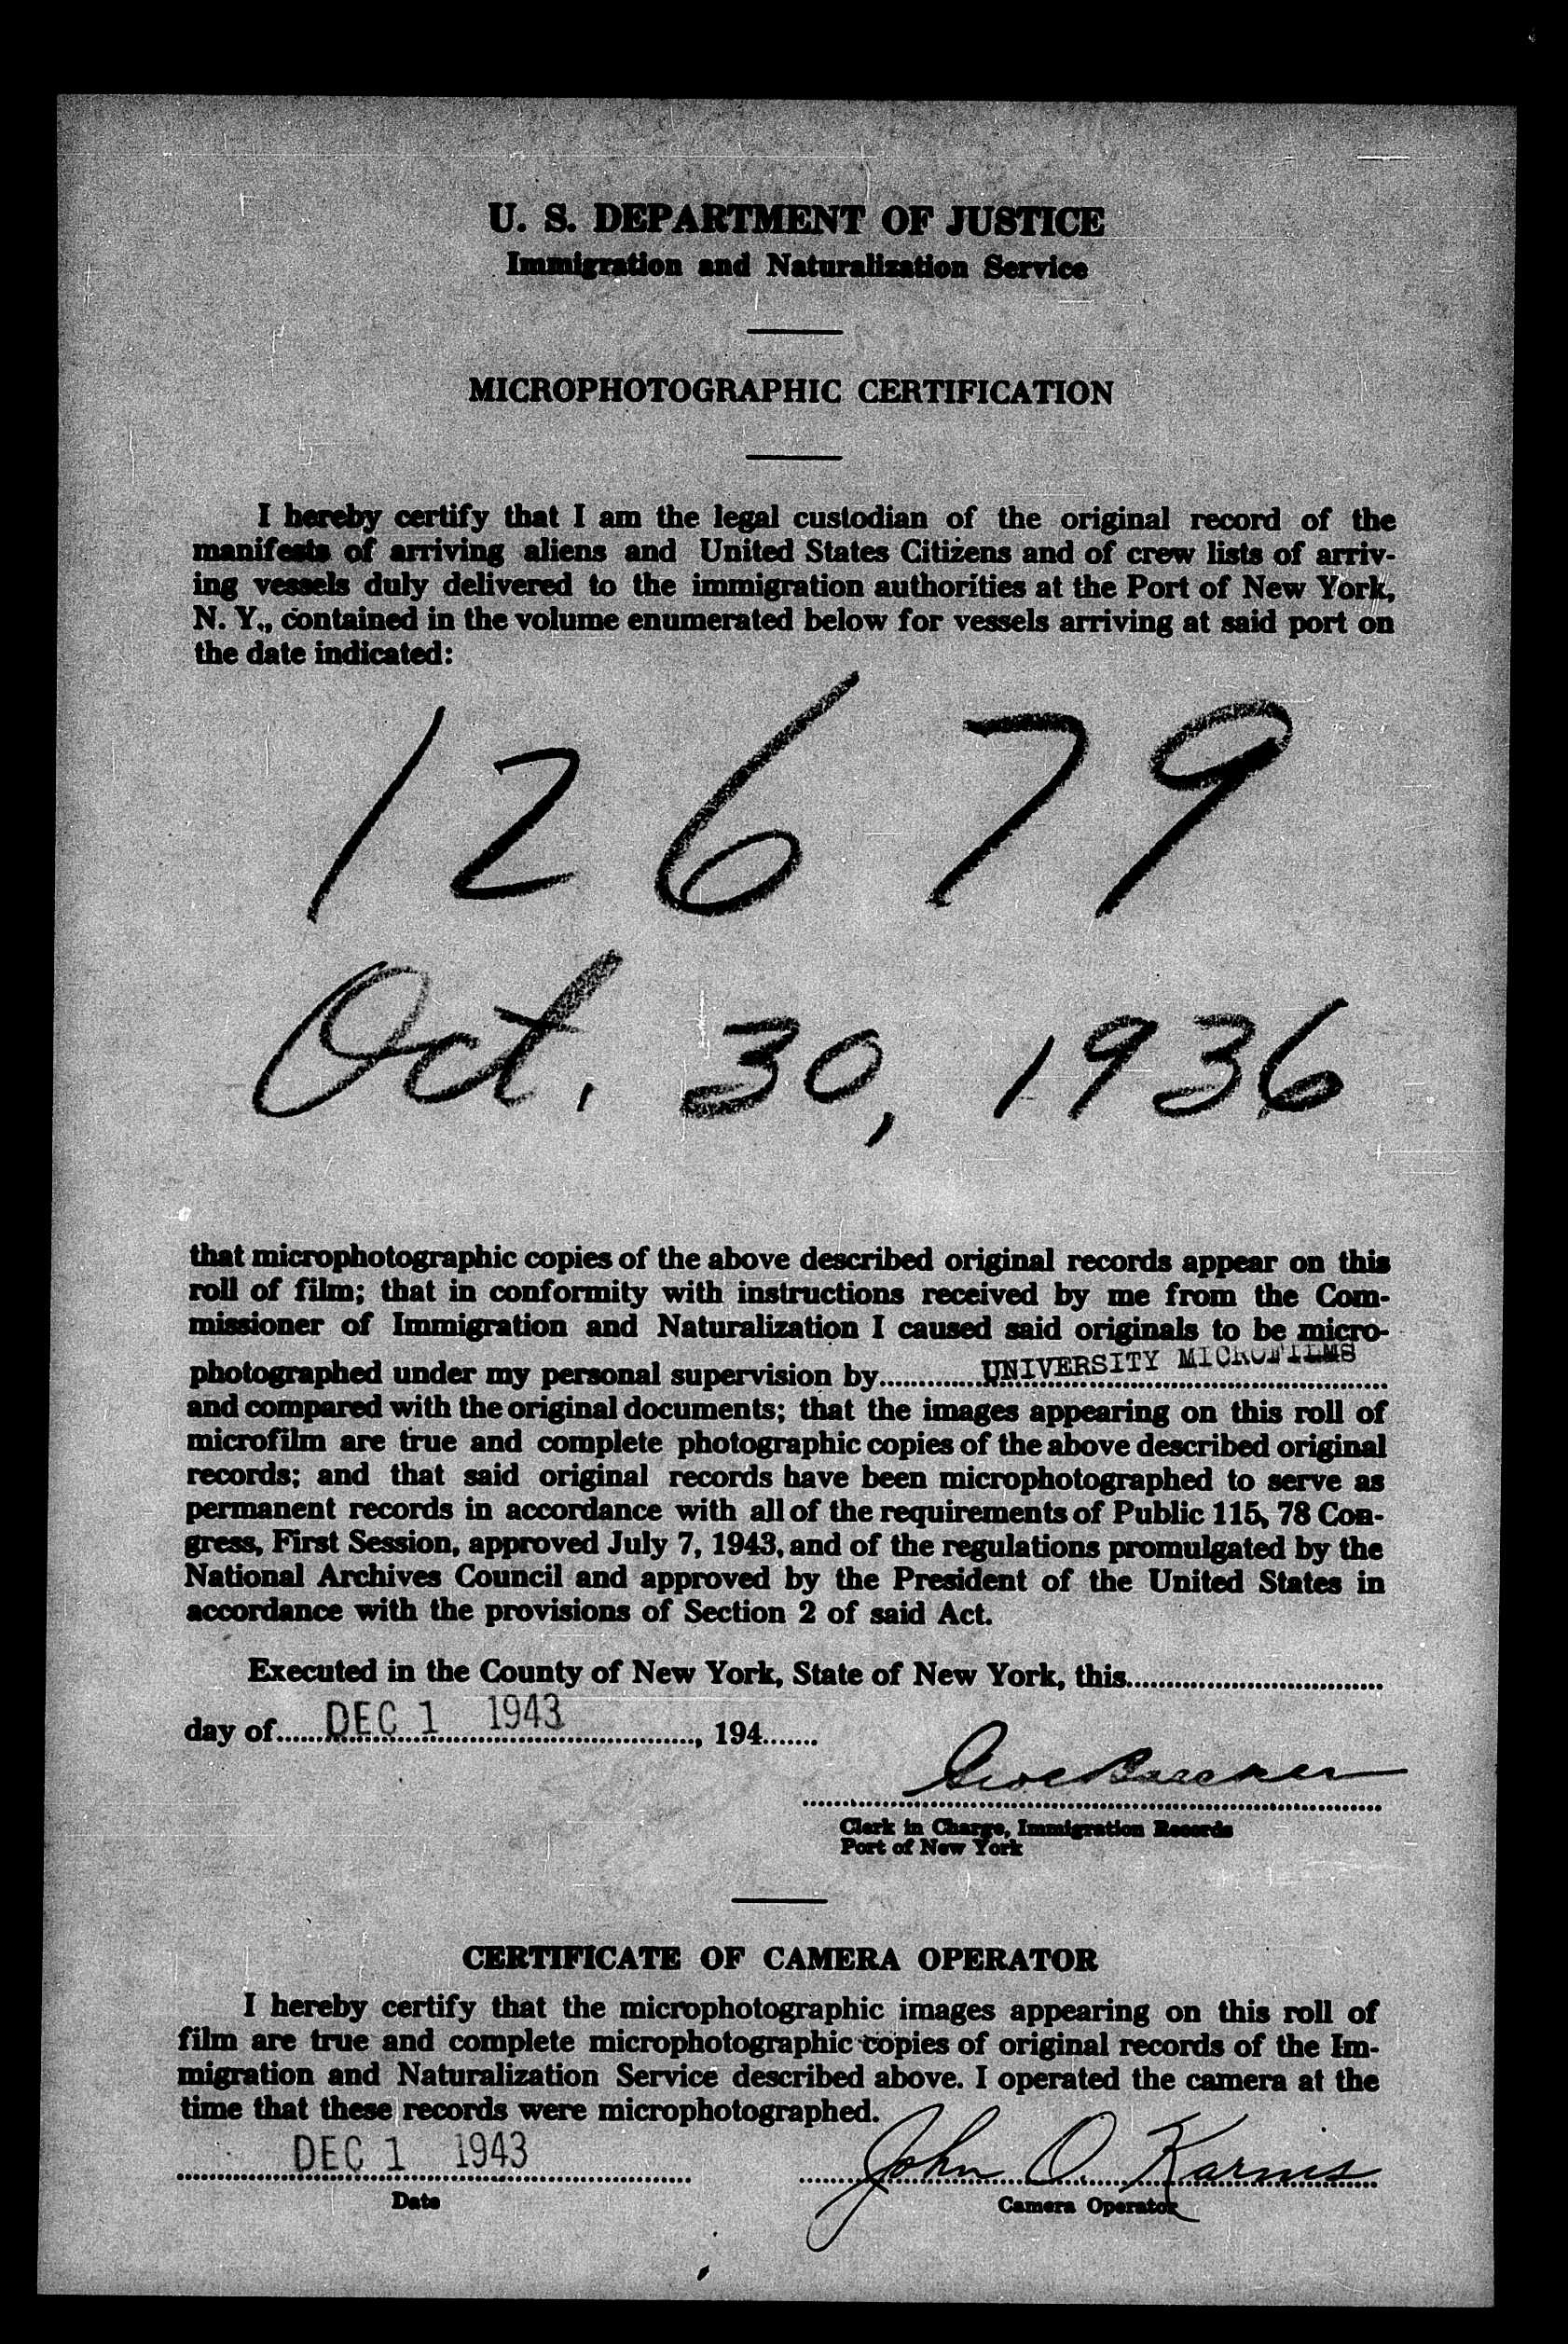 U. S. DEPARTMENT OF JUSTICE
Immigration and Naturalization Service
MICROPHOTOGRAPHIC CERTIFICATION
I hereby certify that I am the legal custodian of the original record of the
manifests of arriving aliens and United States Citizens and of crew lists of arriv-
ing vessels duly delivered to the immigration authorities at the Port of New York,
N. Y., contained in the volume enumerated below for vessels arriving at said port on
the date indicated:
12679
Oct. 30, 1936
that microphotographic copies of the above described original records appear on this
roll of film; that in conformity with instructions received by me from the Com-
missioner of Immigration and Naturalization I caused said originals to be micro-
photographed under my personal supervision by UNIVERSITY MICROFILMS
and compared with the original documents; that the images appearing on this roll of
microfilm are true and complete photographic copies of the above described original
records; and that said original records have been microphotographed to serve as
permanent records in accordance with all of the requirements of Public 115, 78 Con-
gress, First Session, approved July 7, 1943, and of the regulations promulgated by the
National Archives Council and approved by the President of the United States in
accordance with the provisions of Section 2 of said Act.
Executed in the County of New York, State of New York, this
day of DEC 1 1943, 194
Clerk in Charge, Immigration Records
Port of New York
CERTIFICATE OF CAMERA OPERATOR
I hereby certify that the microphotographic images appearing on this roll of
film are true and complete microphotographic copies of original records of the Im-
migration and Naturalization Service described above. I operated the camera at the
time that these records were microphotographed.
DEC 1 1943 John O. Karnis
Date Camera Operator